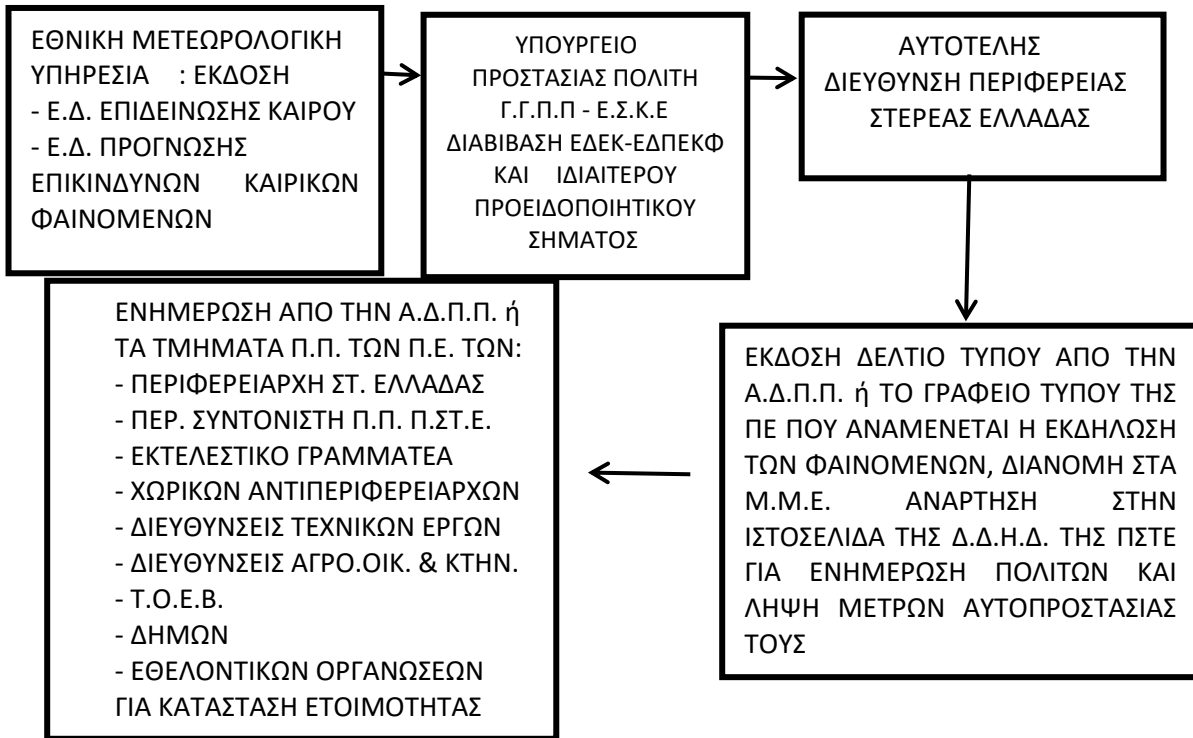 ΕΘΝΙΚΗ ΜΕΤΕΩΡΟΛΟΓΙΚΗ
ΥΠΗΡΕΣΙΑ : ΕΚΔΟΣΗ
- Ε.Δ. ΕΠΙΔΕΙΝΩΣΗΣ ΚΑΙΡΟΥ
- Ε.Δ. ΠΡΟΓΝΩΣΗΣ
ΕΠΙΚΙΝΔΥΝΩΝ ΚΑΙΡΙΚΩΝ
ΦΑΙΝΟΜΕΝΩΝ
ΥΠΟΥΡΓΕΙΟ
ΠΡΟΣΤΑΣΙΑΣ ΠΟΛΙΤΗ
Γ.Γ.Π.Π - Ε.Σ.Κ.Ε
ΔΙΑΒΙΒΑΣΗ ΕΔΕΚ-ΕΔΠΕΚΦ
ΚΑΙ ΙΔΙΑΙΤΕΡΟΥ
ΠΡΟΕΙΔΟΠΟΙΗΤΙΚΟΥ
ΣΗΜΑΤΟΣ
ΑΥΤΟΤΕΛΗΣ
ΔΙΕΥΘΥΝΣΗ ΠΕΡΙΦΕΡΕΙΑΣ
ΣΤΕΡΕΑΣ ΕΛΛΑΔΑΣ
ΕΚΔΟΣΗ ΔΕΛΤΙΟ ΤΥΠΟΥ ΑΠΟ ΤΗΝ
Α.Δ.Π.Π. ή ΤΟ ΓΡΑΦΕΙΟ ΤΥΠΟΥ ΤΗΣ
ΠΕ ΠΟΥ ΑΝΑΜΕΝΕΤΑΙ Η ΕΚΔΗΛΩΣΗ
ΤΩΝ ΦΑΙΝΟΜΕΝΩΝ, ΔΙΑΝΟΜΗ ΣΤΑ
Μ.Μ.Ε. ΑΝΑΡΤΗΣΗ ΣΤΗΝ
ΙΣΤΟΣΕΛΙΔΑ ΤΗΣ Δ.Δ.Η.Δ. ΤΗΣ ΠΣΤΕ
ΓΙΑ ΕΝΗΜΕΡΩΣΗ ΠΟΛΙΤΩΝ ΚΑΙ
ΛΗΨΗ ΜΕΤΡΩΝ ΑΥΤΟΠΡΟΣΤΑΣΙΑΣ
ΤΟΥΣ
ΕΝΗΜΕΡΩΣΗ ΑΠΟ ΤΗΝ Α.Δ.Π.Π. ή
ΤΑ ΤΜΗΜΑΤΑ Π.Π. ΤΩΝ Π.Ε. ΤΩΝ:
- ΠΕΡΙΦΕΡΕΙΑΡΧΗ ΣΤ. ΕΛΛΑΔΑΣ
- ΠΕΡ. ΣΥΝΤΟΝΙΣΤΗ Π.Π. Π.ΣΤ.Ε.
- ΕΚΤΕΛΕΣΤΙΚΟ ΓΡΑΜΜΑΤΕΑ
- ΧΩΡΙΚΩΝ ΑΝΤΙΠΕΡΙΦΕΡΕΙΑΡΧΩΝ
- ΔΙΕΥΘΥΝΣΕΙΣ ΤΕΧΝΙΚΩΝ ΕΡΓΩΝ
- ΔΙΕΥΘΥΝΣΕΙΣ ΑΓΡΟ.ΟΙΚ. & ΚΤΗΝ.
- Τ.Ο.Ε.Β.
- ΔΗΜΩΝ
- ΕΘΕΛΟΝΤΙΚΩΝ ΟΡΓΑΝΩΣΕΩΝ
ΓΙΑ ΚΑΤΑΣΤΑΣΗ ΕΤΟΙΜΟΤΗΤΑΣ